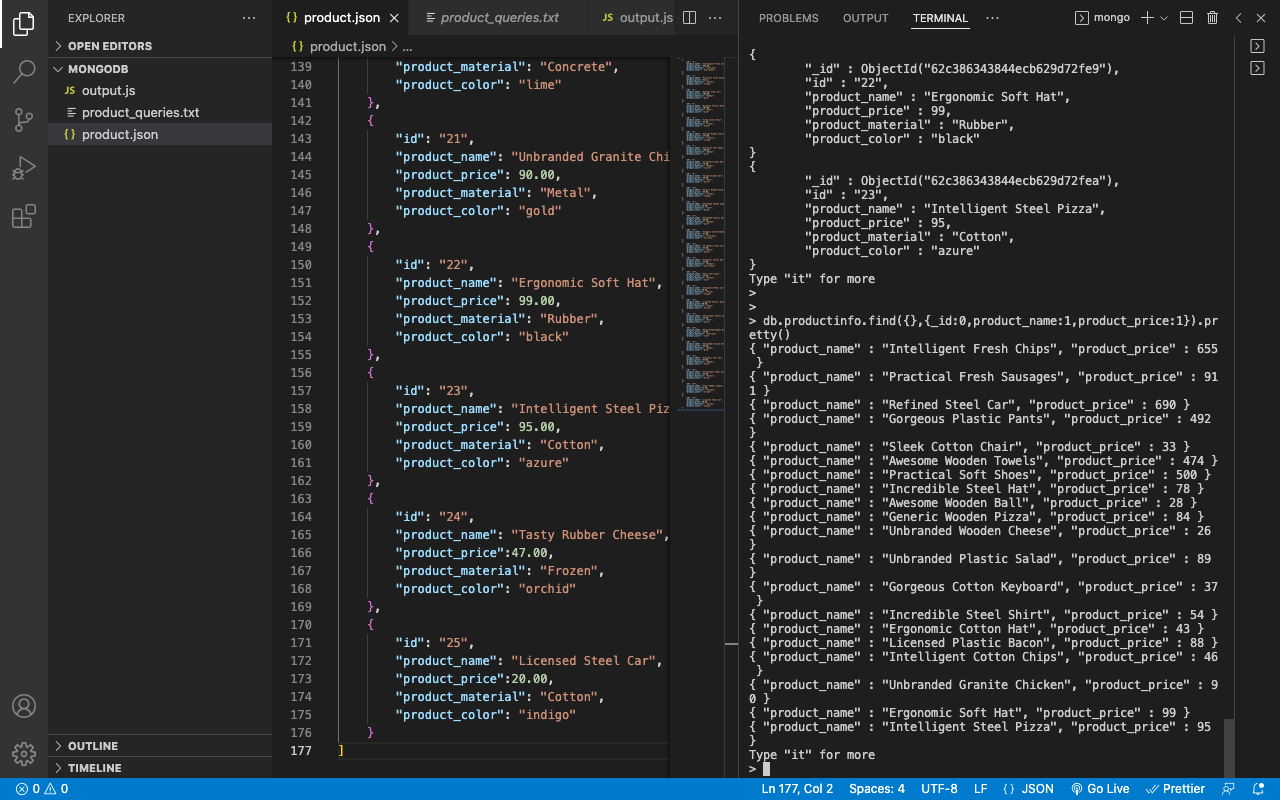 EXPLORER
OPEN EDITORS
MONGODB
JS output.js
product_queries.txt
{} product.json
OUTLINE
TIMELINE
{} product.json
product_queries.txt
JS output.js
{} product.json > ...
139 "product_material": "Concrete",
140 "product_color": "lime"
141 },
142 {
143 "id": "21",
144 "product_name": "Unbranded Granite Chi
145 "product_price": 90.00,
146 "product_material": "Metal",
147 "product_color": "gold"
148 },
149 {
150 "id": "22",
151 "product_name": "Ergonomic Soft Hat",
152 "product_price": 99.00,
153 "product_material": "Rubber",
154 "product_color": "black"
155 },
156 {
157 "id": "23",
158 "product_name": "Intelligent Steel Piz
159 "product_price": 95.00,
160 "product_material": "Cotton",
161 "product_color": "azure"
162 },
163 {
164 "id": "24",
165 "product_name": "Tasty Rubber Cheese",
166 "product_price":47.00,
167 "product_material": "Frozen",
168 "product_color": "orchid"
169 },
170 {
171 "id": "25",
172 "product_name": "Licensed Steel Car",
173 "product_price":20.00,
174 "product_material": "Cotton",
175 "product_color": "indigo"
176 }
177 ]
PROBLEMS OUTPUT TERMINAL ··· mongo
{
"_id" : ObjectId("62c386343844ecb629d72fe9"),
"id" : "22",
"product_name" : "Ergonomic Soft Hat",
"product_price" : 99,
"product_material" : "Rubber",
"product_color" : "black"
}
{
"_id" : ObjectId("62c386343844ecb629d72fea"),
"id" : "23",
"product_name" : "Intelligent Steel Pizza",
"product_price" : 95,
"product_material" : "Cotton",
"product_color" : "azure"
}
Type "it" for more
>
>
> db.productinfo.find({},{_id:0,product_name:1,product_price:1}).pr
etty()
{ "product_name" : "Intelligent Fresh Chips", "product_price" : 655
}
{ "product_name" : "Practical Fresh Sausages", "product_price" : 91
1 }
{ "product_name" : "Refined Steel Car", "product_price" : 690 }
{ "product_name" : "Gorgeous Plastic Pants", "product_price" : 492
}
{ "product_name" : "Sleek Cotton Chair", "product_price" : 33 }
{ "product_name" : "Awesome Wooden Towels", "product_price" : 474 }
{ "product_name" : "Practical Soft Shoes", "product_price" : 500 }
{ "product_name" : "Incredible Steel Hat", "product_price" : 78 }
{ "product_name" : "Awesome Wooden Ball", "product_price" : 28 }
{ "product_name" : "Generic Wooden Pizza", "product_price" : 84 }
{ "product_name" : "Unbranded Wooden Cheese", "product_price" : 26
}
{ "product_name" : "Unbranded Plastic Salad", "product_price" : 89
}
{ "product_name" : "Gorgeous Cotton Keyboard", "product_price" : 37
}
{ "product_name" : "Incredible Steel Shirt", "product_price" : 54 }
{ "product_name" : "Ergonomic Cotton Hat", "product_price" : 43 }
{ "product_name" : "Licensed Plastic Bacon", "product_price" : 88 }
{ "product_name" : "Intelligent Cotton Chips", "product_price" : 46
}
{ "product_name" : "Unbranded Granite Chicken", "product_price" : 9
0 }
{ "product_name" : "Ergonomic Soft Hat", "product_price" : 99 }
{ "product_name" : "Intelligent Steel Pizza", "product_price" : 95
}
Type "it" for more
>
0 0 Ln 177, Col 2 Spaces: 4 UTF-8 LF {} JSON Go Live Prettier